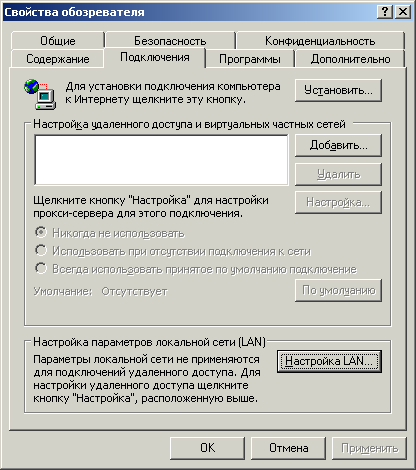 Свойства обозревателя
Общие Безопасность Конфиденциальность
Содержание Подключения Программы Дополнительно
Для установки подключения компьютера
к Интернету щелкните эту кнопку.
Установить...
Настройка удаленного доступа и виртуальных частных сетей
Добавить...
Удалить
Щелкните кнопку "Настройка" для настройки
прокси-сервера для этого подключения.
Настройка...
Никогда не использовать
Использовать при отсутствии подключения к сети
Всегда использовать принятое по умолчанию подключение
Умолчание: Отсутствует
По умолчанию
Настройка параметров локальной сети (LAN)
Параметры локальной сети не применяются
для подключений удаленного доступа. Для
настройки удаленного доступа щелкните
кнопку "Настройка", расположенную выше.
Настройка LAN...
OK Отмена Применить